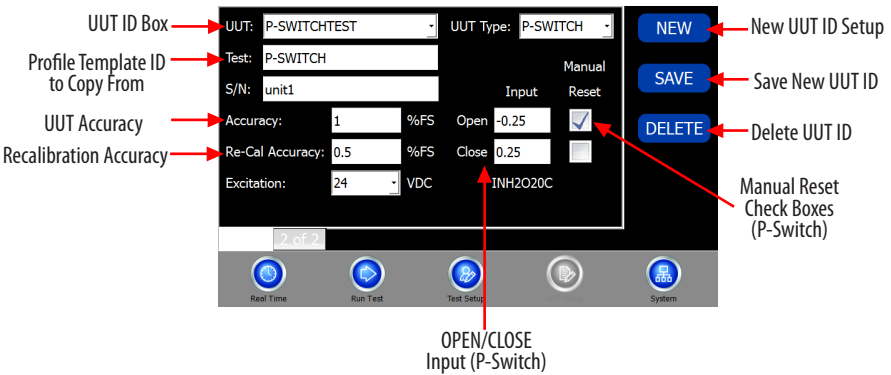 UUT ID Box
Profile Template ID
to Copy From
UUT Accuracy
Recalibration Accuracy
UUT: P-SWITCHTEST UUT Type: P-SWITCH
Test: P-SWITCH
S/N: unit1
Manual
Input Reset
Accuracy: 1 %FS Open -0.25
Re-Cal Accuracy: 0.5 %FS Close 0.25
Excitation: 24 VDC INH2O20C
2 of 2
Real Time Run Test Test Setup System
NEW
SAVE
DELETE
New UUT ID Setup
Save New UUT ID
Delete UUT ID
Manual Reset
Check Boxes
(P-Switch)
OPEN/CLOSE
Input (P-Switch)